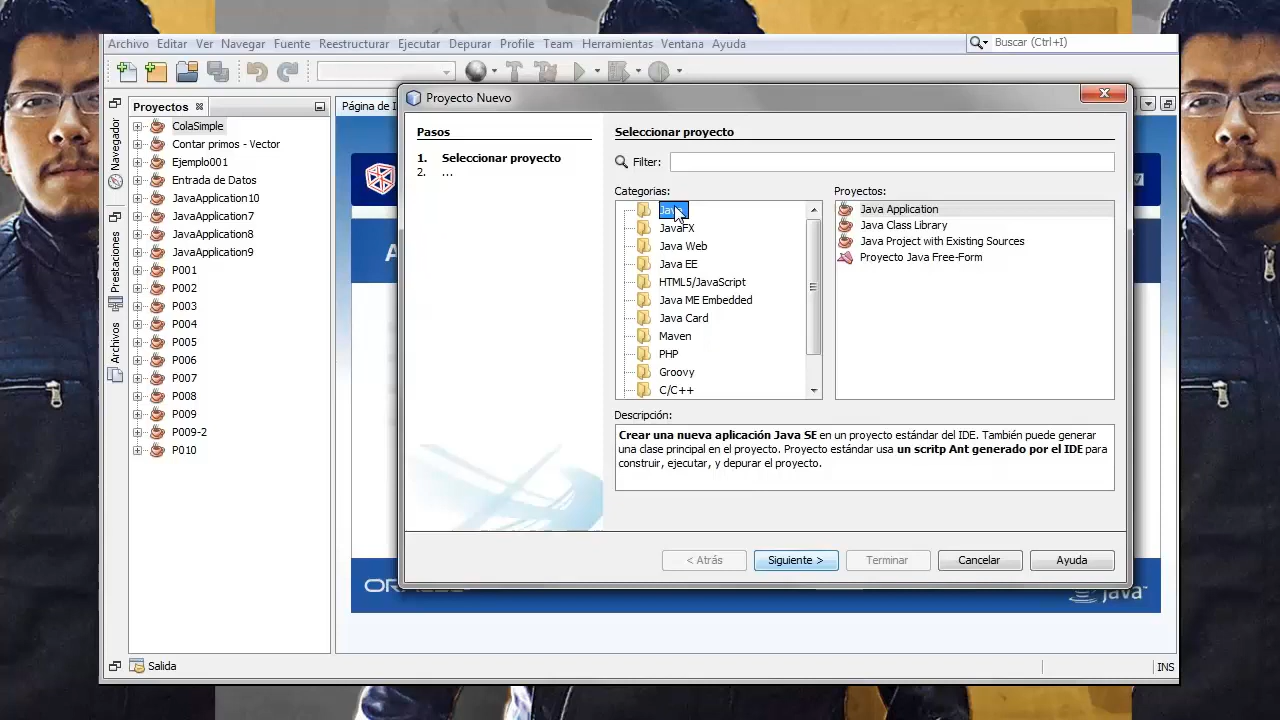 Archivo Editar Ver Navegar Fuente Reestructurar Ejecutar Depurar Profile Team Herramientas Ventana Ayuda
Buscar (Ctrl+I)
Navegador
Prestaciones
Archivos
Proyectos
ColaSimple
Contar primos - Vector
Ejemplo001
Entrada de Datos
JavaApplication10
JavaApplication7
JavaApplication8
JavaApplication9
P001
P002
P003
P004
P005
P006
P007
P008
P009
P009-2
P010
Página de I
Proyecto Nuevo
Pasos
1. Seleccionar proyecto
2. ...
Seleccionar proyecto
Filter:
Categorías:
Java
JavaFX
Java Web
Java EE
HTML5/JavaScript
Java ME Embedded
Java Card
Maven
PHP
Groovy
C/C++
Proyectos:
Java Application
Java Class Library
Java Project with Existing Sources
Proyecto Java Free-Form
Descripción:
Crear una nueva aplicación Java SE en un proyecto estándar del IDE. También puede generar
una clase principal en el proyecto. Proyecto estándar usa un scritp Ant generado por el IDE para
construir, ejecutar, y depurar el proyecto.
< Atrás
Siguiente >
Terminar
Cancelar
Ayuda
Java™
Salida
INS